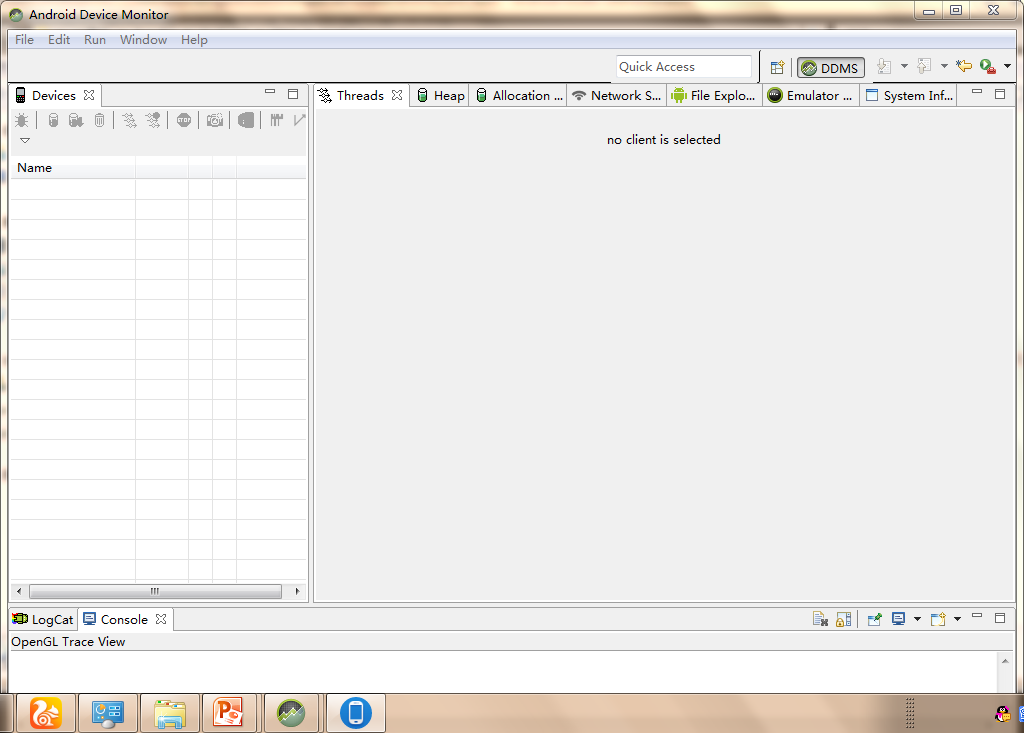 Android Device Monitor
File Edit Run Window Help
Quick Access
DDMS
Devices
Threads Heap Allocation ... Network S... File Explo... Emulator ... System Inf...
STOP
no client is selected
Name
LogCat Console
OpenGL Trace View